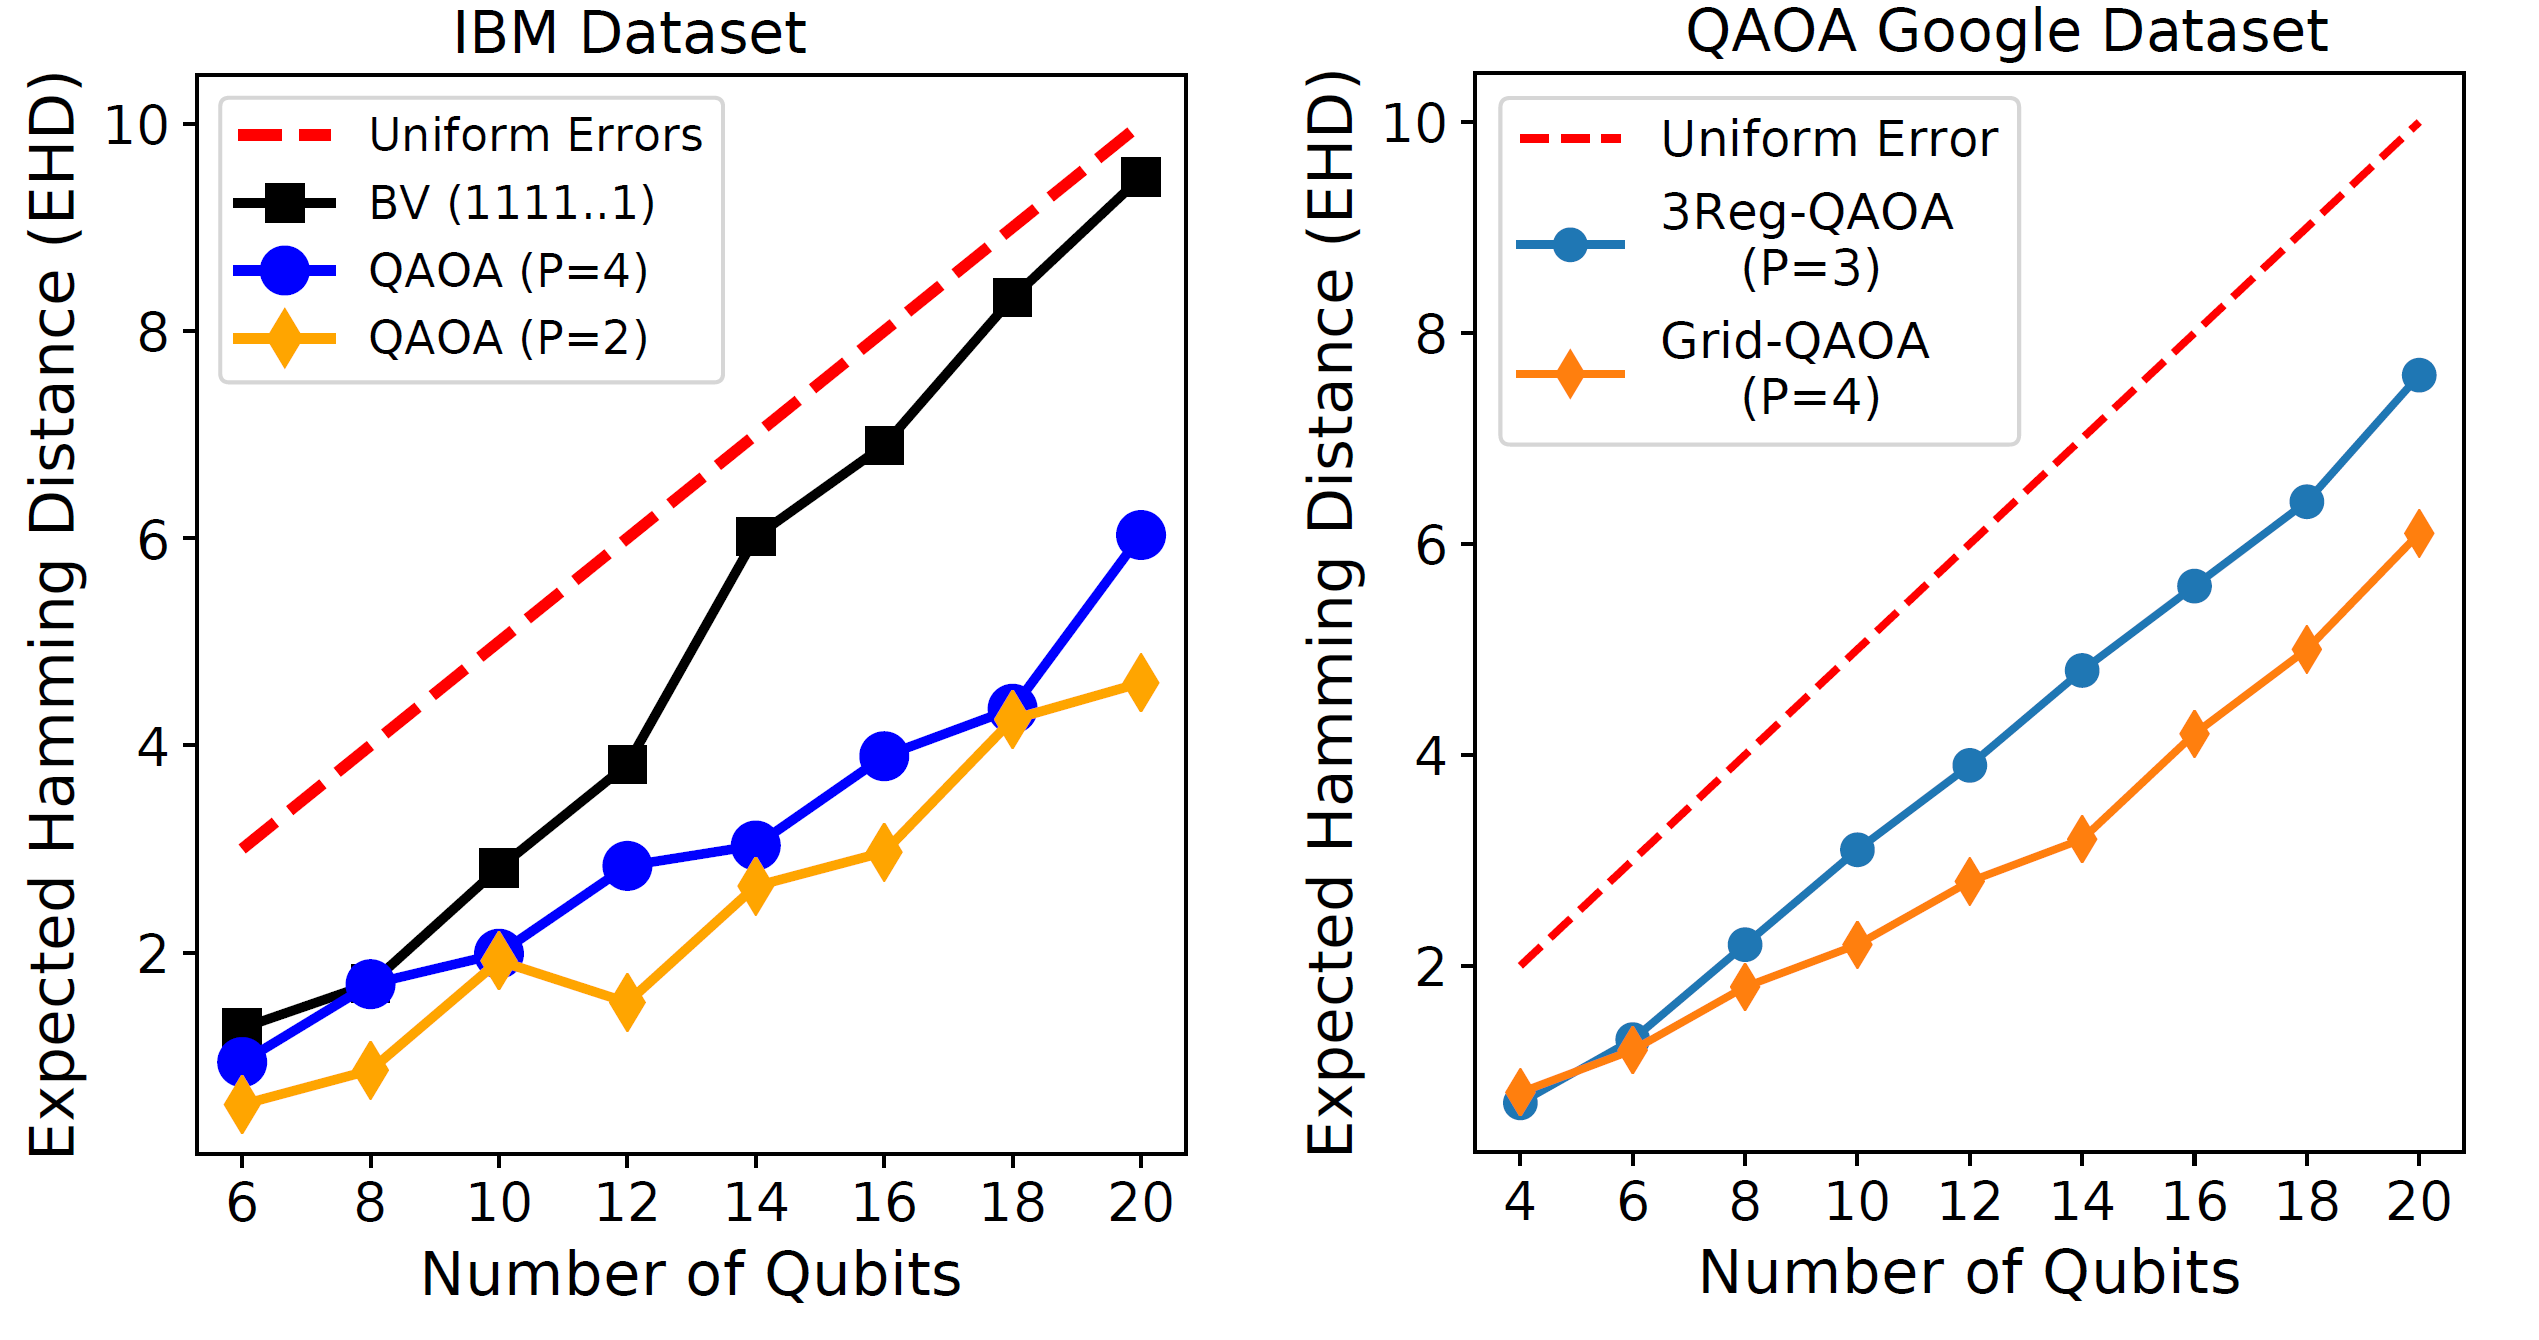 IBM Dataset
Expected Hamming Distance (EHD)
10
8
6
4
2
Uniform Errors
BV (1111..1)
QAOA (P=4)
QAOA (P=2)
6 8 10 12 14 16 18 20
Number of Qubits
QAOA Google Dataset
Expected Hamming Distance (EHD)
10
8
6
4
2
Uniform Error
3Reg-QAOA
(P=3)
Grid-QAOA
(P=4)
4 6 8 10 12 14 16 18 20
Number of Qubits